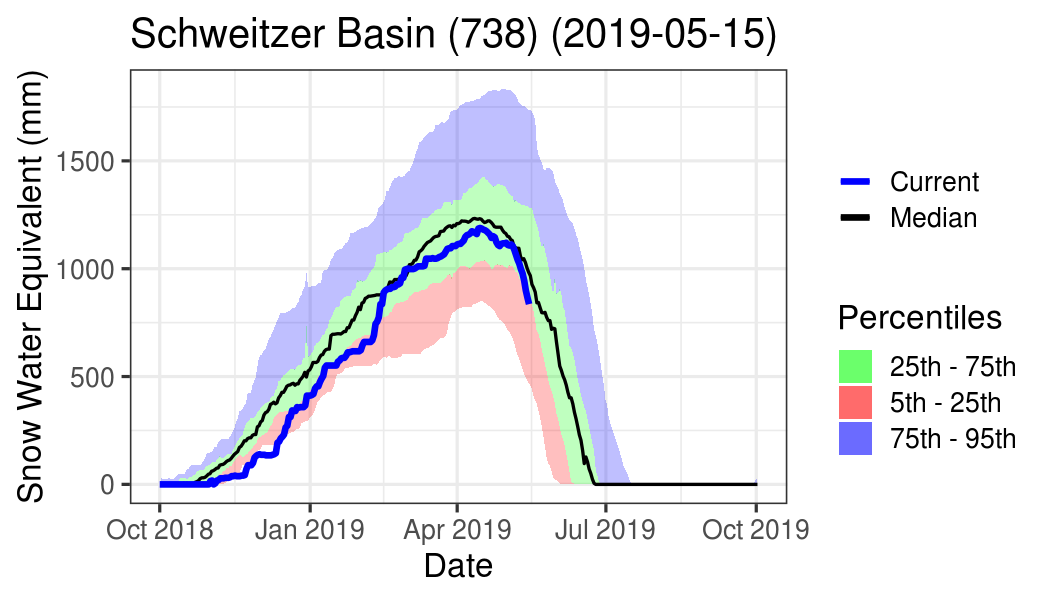 Schweitzer Basin (738) (2019-05-15)
Snow Water Equivalent (mm)
1500
1000
500
0
Oct 2018
Jan 2019
Apr 2019
Jul 2019
Oct 2019
Date
Current
Median
Percentiles
25th - 75th
5th - 25th
75th - 95th